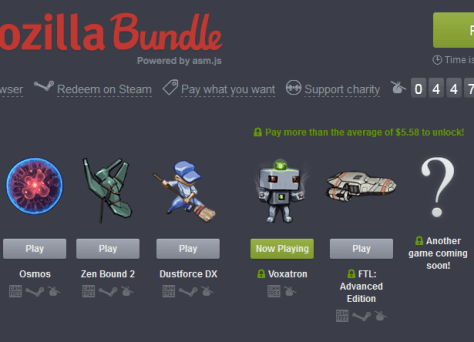 ozilla Bundle
Powered by asm.js
Time is
wser Redeem on Steam Pay what you want Support charity 0 4 4 7
Pay more than the average of $5.58 to unlock!
Play Play Play Now Playing Play
Osmos Zen Bound 2 Dustforce DX Voxatron FTL: Advanced Edition
?
Another game coming soon!